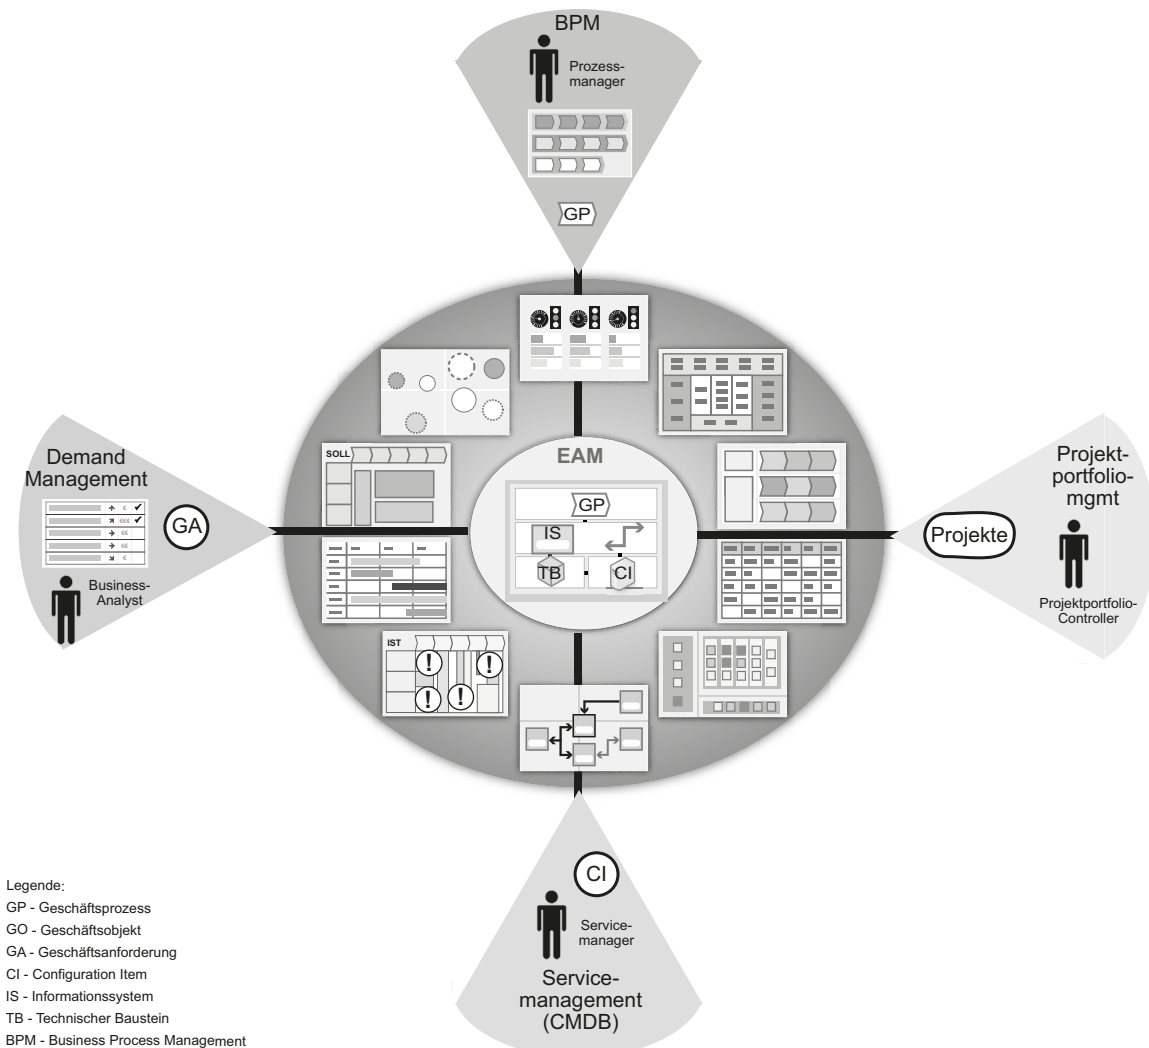 BPM
Prozess-
manager
GP
Demand
Management
€
€€€
€€
€€
€
GA
Business-
Analyst
SOLL
EAM
GP
IS
TB
CI
IST
!
!
!
!
Projekt-
portfolio-
mgmt
Projekte
Projektportfolio-
Controller
CI
Service-
manager
Service-
management
(CMDB)
Legende:
GP - Geschäftsprozess
GO - Geschäftsobjekt
GA - Geschäftsanforderung
CI - Configuration Item
IS - Informationssystem
TB - Technischer Baustein
BPM - Business Process Management